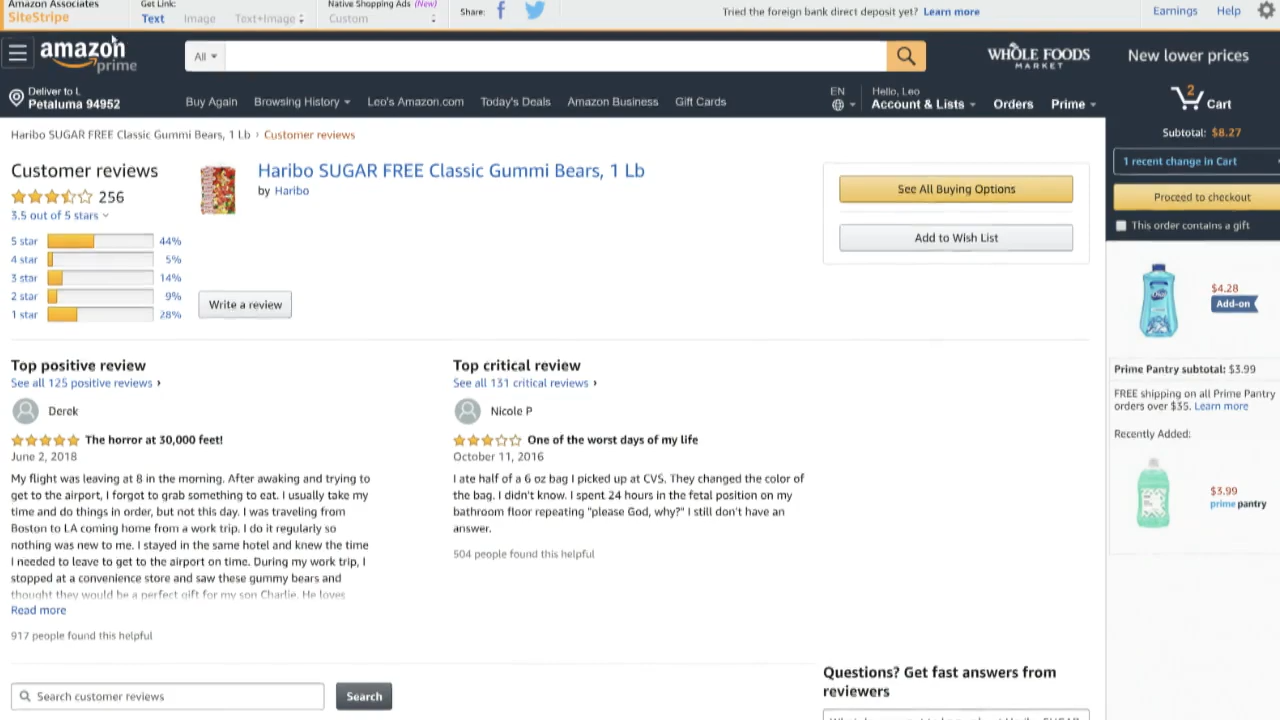 Amazon Associates
SiteStripe
Get Link:
Text Image Text+Image
Native Shopping Ads (New)
Custom
Share:
Tried the foreign bank direct deposit yet? Learn more
Earnings Help
amazon
prime
All
WHOLE FOODS
MARKET
New lower prices
Deliver to L
Petaluma 94952
Buy Again Browsing History Leo's Amazon.com Today's Deals Amazon Business Gift Cards
EN
Hello, Leo
Account & Lists
Orders
Prime
2
Cart
Haribo SUGAR FREE Classic Gummi Bears, 1 Lb › Customer reviews
Subtotal: $8.27
1 recent change in Cart
Proceed to checkout
This order contains a gift
Customer reviews
256
3.5 out of 5 stars
5 star 44%
4 star 5%
3 star 14%
2 star 9%
1 star 28%
Haribo SUGAR FREE Classic Gummi Bears, 1 Lb
by Haribo
Write a review
See All Buying Options
Add to Wish List
$4.28
Add-on
Prime Pantry subtotal: $3.99
FREE shipping on all Prime Pantry
orders over $35. Learn more
Recently Added:
$3.99
prime pantry
Top positive review
See all 125 positive reviews ›
Derek
The horror at 30,000 feet!
June 2, 2018
My flight was leaving at 8 in the morning. After awaking and trying to
get to the airport, I forgot to grab something to eat. I usually take my
time and do things in order, but not this day. I was traveling from
Boston to LA coming home from a work trip. I do it regularly so
nothing was new to me. I stayed in the same hotel and knew the time
I needed to leave to get to the airport on time. During my work trip, I
stopped at a convenience store and saw these gummy bears and
thought they would be a perfect gift for my son Charlie. He loves
Read more
917 people found this helpful
Top critical review
See all 131 critical reviews ›
Nicole P
One of the worst days of my life
October 11, 2016
I ate half of a 6 oz bag I picked up at CVS. They changed the color of
the bag. I didn't know. I spent 24 hours in the fetal position on my
bathroom floor repeating "please God, why?" I still don't have an
answer.
504 people found this helpful
Search customer reviews
Search
Questions? Get fast answers from
reviewers